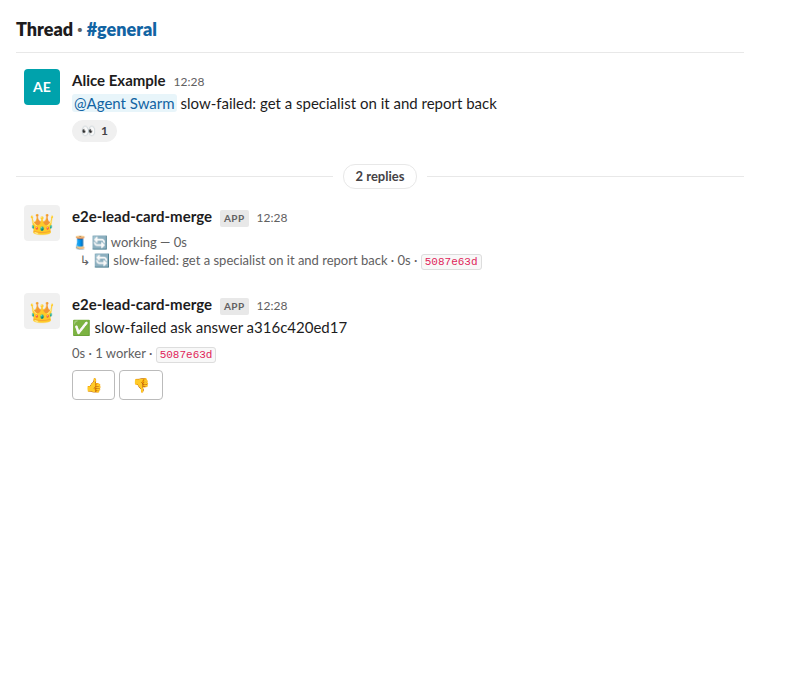 Thread • #general
AE
Alice Example 12:28
@Agent Swarm slow-failed: get a specialist on it and report back
👀 1
2 replies
e2e-lead-card-merge APP 12:28
🧵 🔄 working — 0s
↳ 🔄 slow-failed: get a specialist on it and report back · 0s · 5087e63d
e2e-lead-card-merge APP 12:28
✅ slow-failed ask answer a316c420ed17
0s · 1 worker · 5087e63d
👍 👎